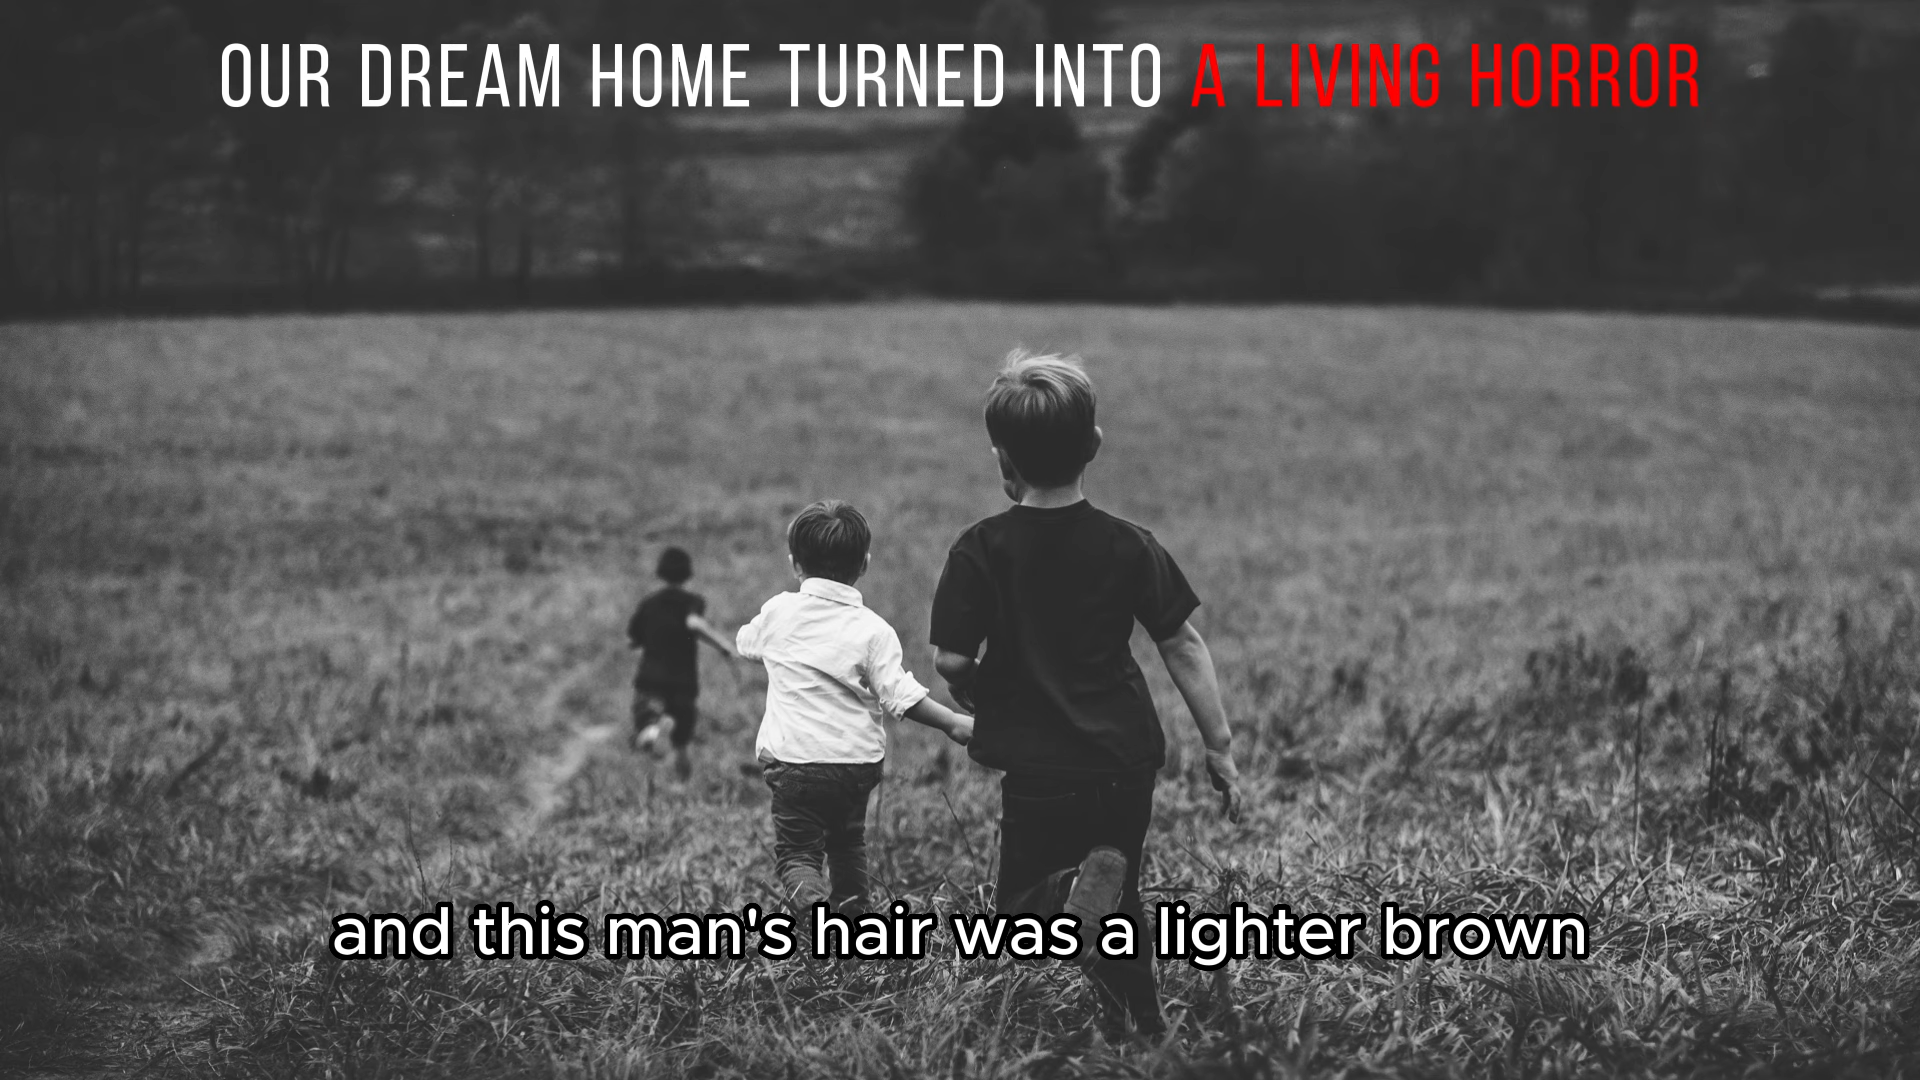 OUR DREAM HOME TURNED INTO A LIVING HORROR
and this man's hair was a lighter brown